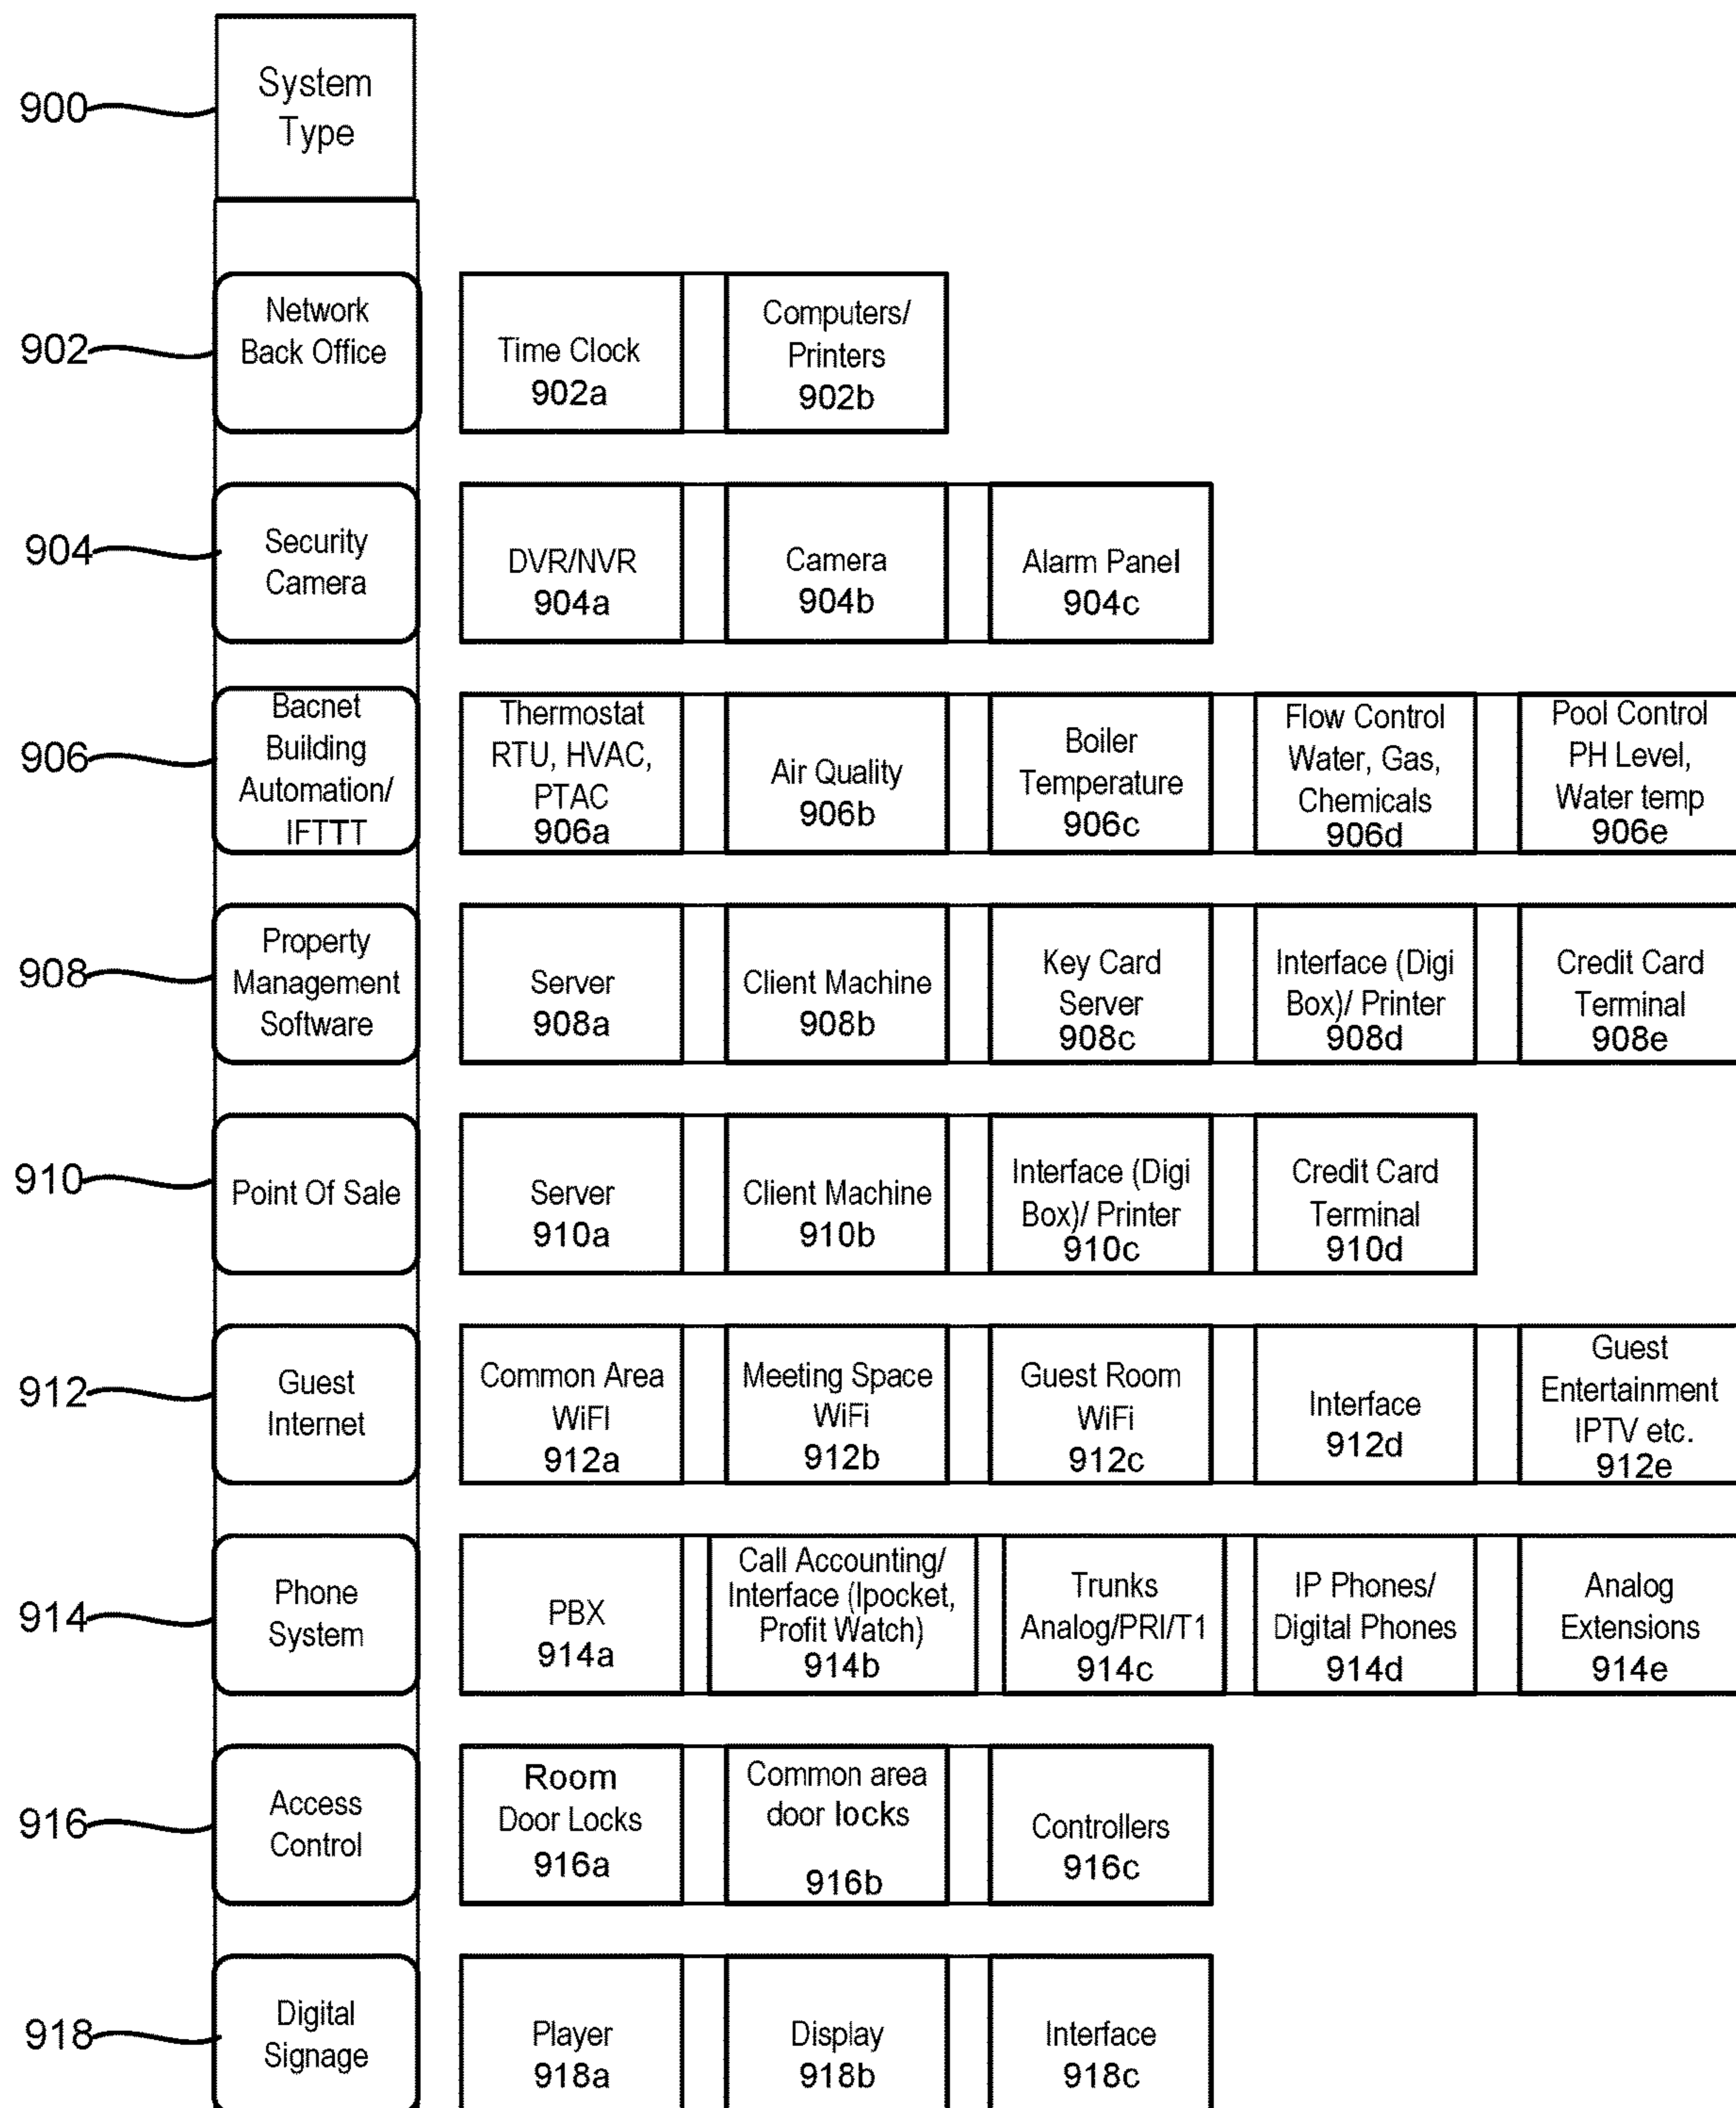 900
System
Type
902
Network
Back Office
Time Clock
902a
Computers/
Printers
902b
904
Security
Camera
DVR/NVR
904a
Camera
904b
Alarm Panel
904c
906
Bacnet
Building
Automation/
IFTTT
Thermostat
RTU, HVAC,
PTAC
906a
Air Quality
906b
Boiler
Temperature
906c
Flow Control
Water, Gas,
Chemicals
906d
Pool Control
PH Level,
Water temp
906e
908
Property
Management
Software
Server
908a
Client Machine
908b
Key Card
Server
908c
Interface (Digi
Box)/ Printer
908d
Credit Card
Terminal
908e
910
Point Of Sale
Server
910a
Client Machine
910b
Interface (Digi
Box)/ Printer
910c
Credit Card
Terminal
910d
912
Guest
Internet
Common Area
WiFI
912a
Meeting Space
WiFi
912b
Guest Room
WiFi
912c
Interface
912d
Guest
Entertainment
IPTV etc.
912e
914
Phone
System
PBX
914a
Call Accounting/
Interface (Ipocket,
Profit Watch)
914b
Trunks
Analog/PRI/T1
914c
IP Phones/
Digital Phones
914d
Analog
Extensions
914e
916
Access
Control
Room
Door Locks
916a
Common area
door locks
916b
Controllers
916c
918
Digital
Signage
Player
918a
Display
918b
Interface
918c